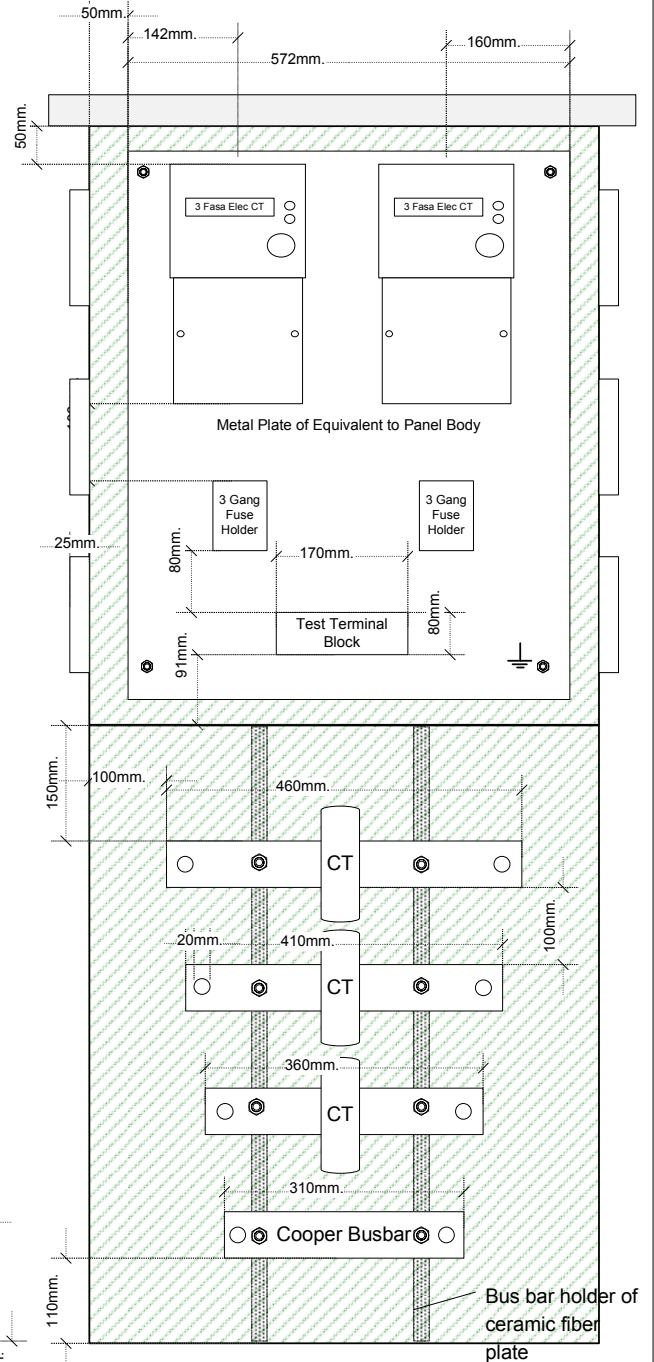 50mm.
142mm.
160mm.
572mm.
50mm.
3 Fasa Elec CT
3 Fasa Elec CT
Metal Plate of Equivalent to Panel Body
3 Gang
Fuse
Holder
3 Gang
Fuse
Holder
25mm.
80mm.
170mm.
Test Terminal
Block
80mm.
91mm.
150mm.
100mm.
460mm.
CT
100mm.
20mm.
410mm.
CT
360mm.
CT
310mm.
Cooper Busbar
110mm.
Bus bar holder of
ceramic fiber
plate